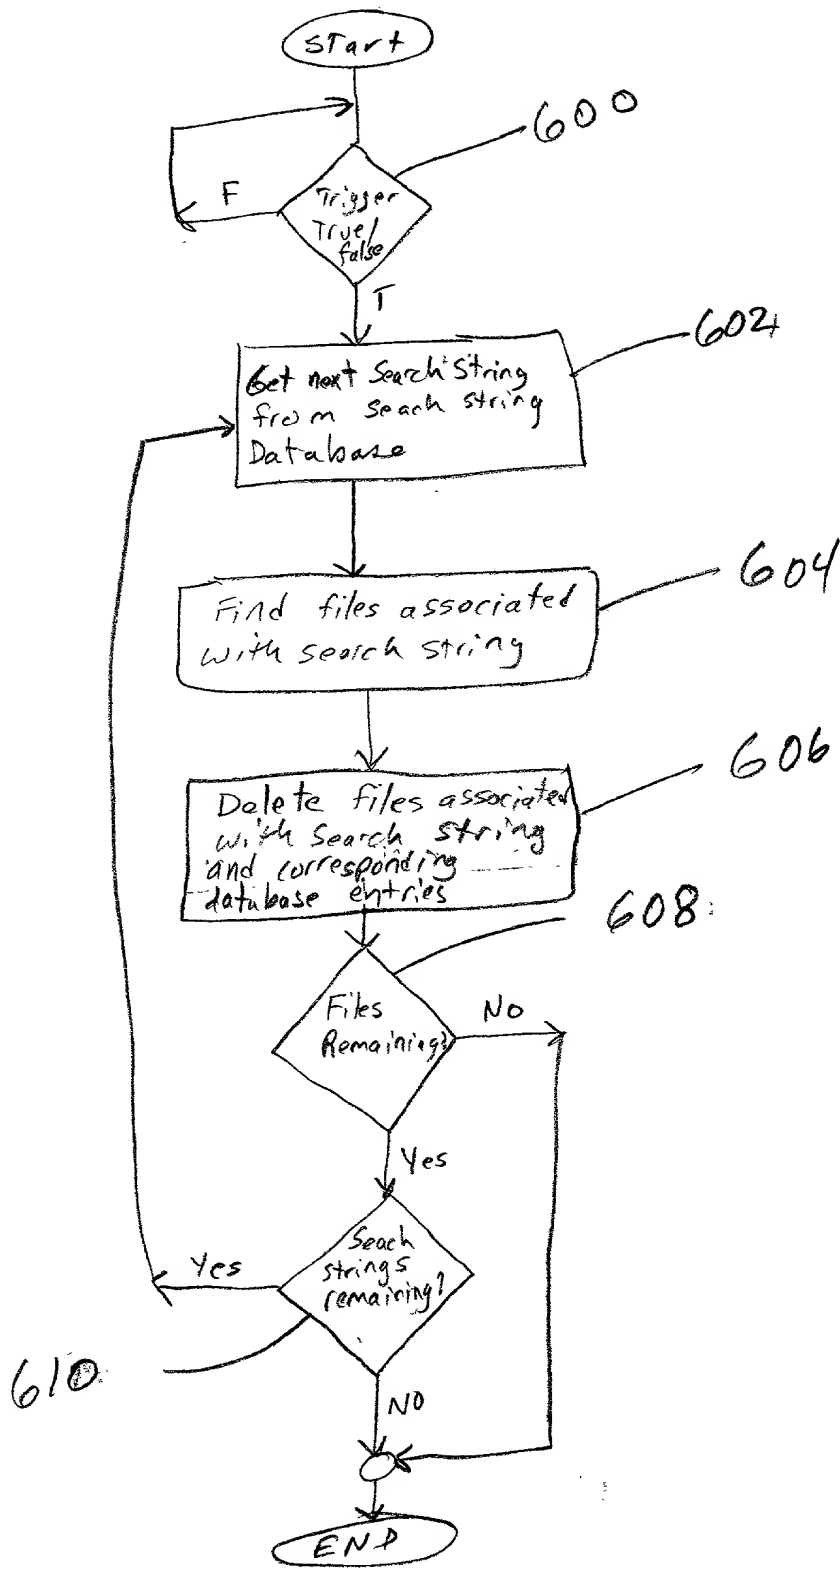 START
600
F
Trigger
True/
false
T
602
Get next Search String
from Seach string
Database
604
Find files associated
with search string
606
Delete files associated
with Search string
and corresponding
database entries
608
Files
Remaining?
NO
Yes
Seach
strings
remaining?
Yes
610
NO
END